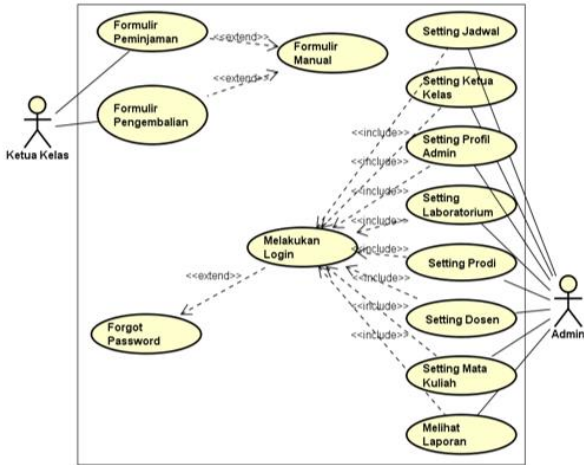 Formulir
Peminjaman
<<extend>>
Formulir
Manual
Setting Jadwal
<<extend>>
Formulir
Pengembalian
Setting Ketua
Kelas
Ketua Kelas
<<include>>
Setting Profil
Admin
<<include>>
<<include>>
Setting
Laboratorium
<<include>>
Melakukan
Login
<<include>>
Setting Prodi
<<extend>>
<<include>>
<<include>>
Setting Dosen
Forgot
Password
<<include>>
Admin
Setting Mata
Kuliah
Melihat
Laporan